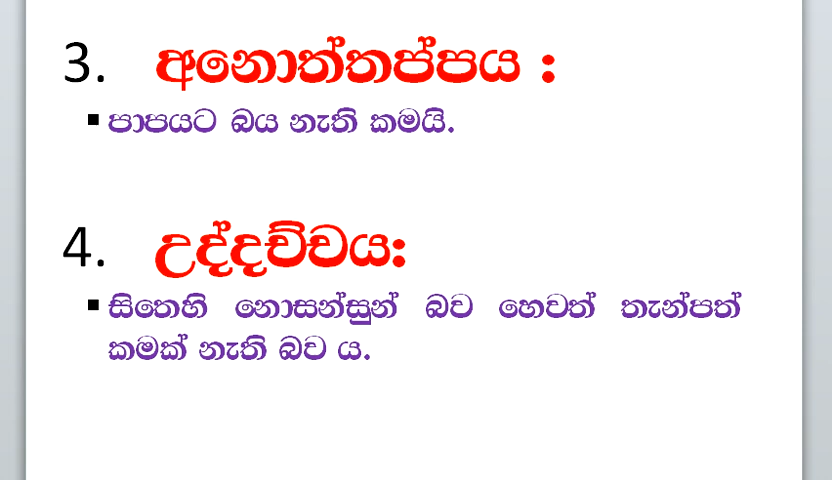 3. අනොත්තප්පය :
▪ පාපයට බය නැති කමයි.
4. උද්දච්චය:
▪ සිතෙහි නොසන්සුන් බව හෙවත් තැන්පත්
කමක් නැති බව ය.